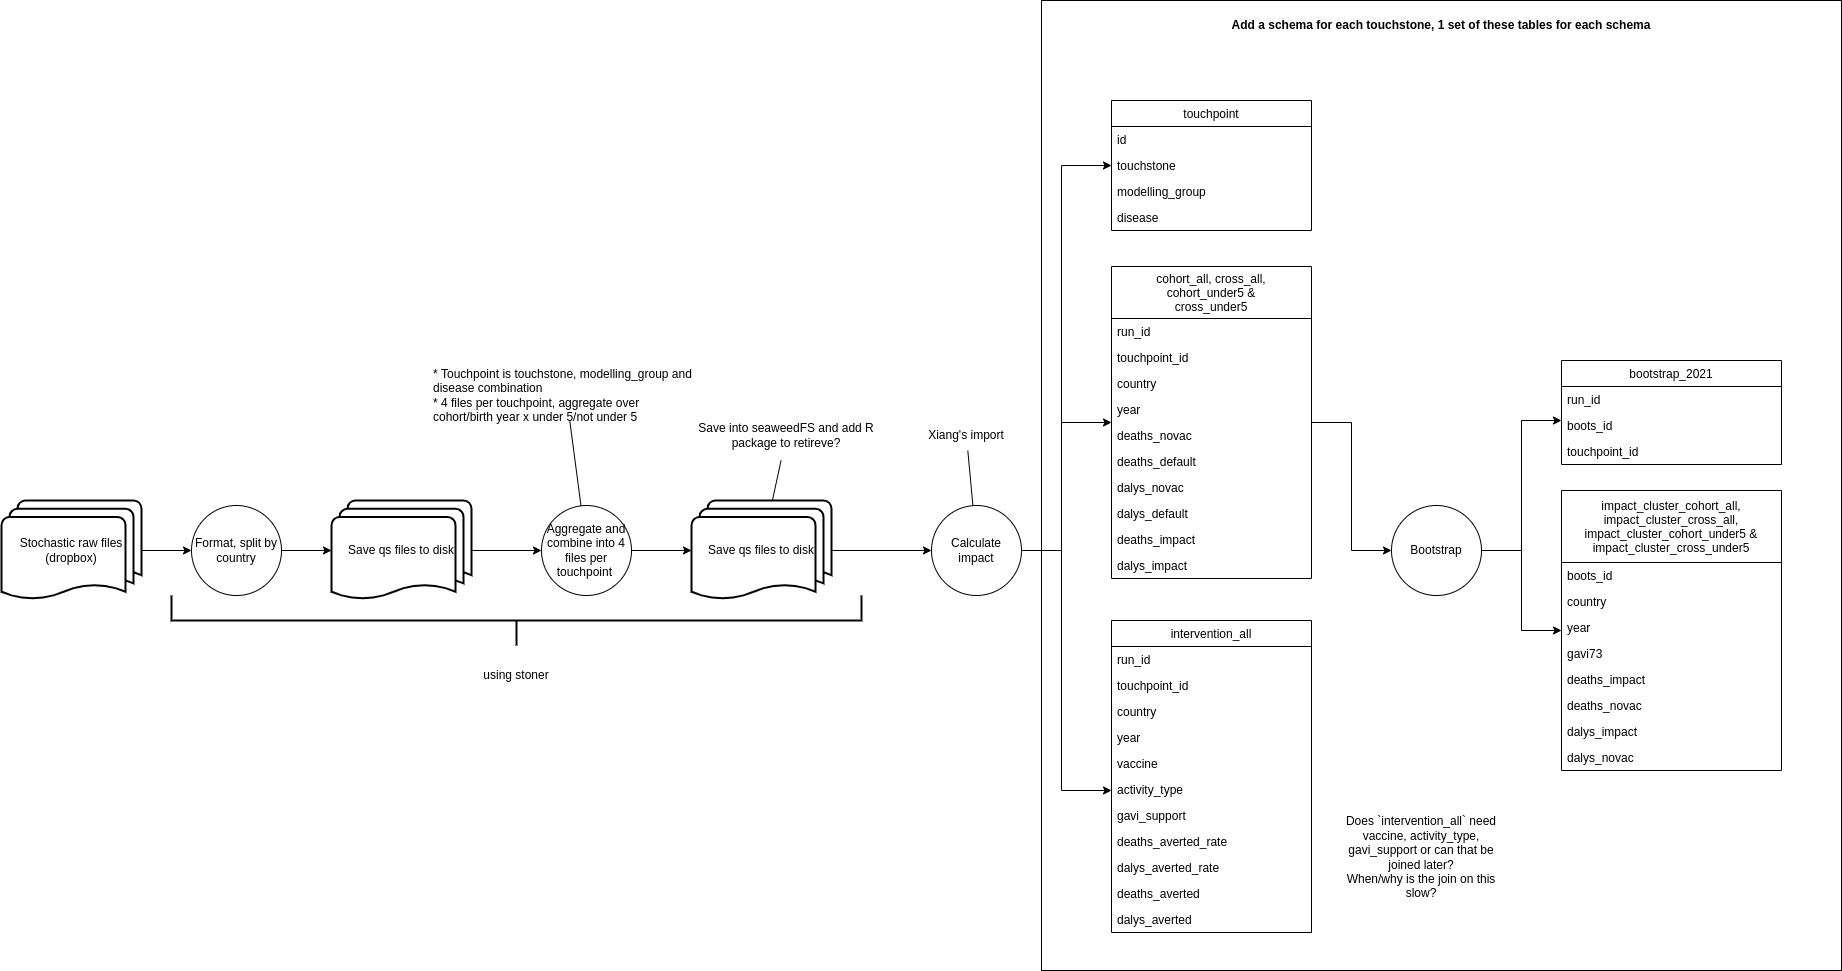 Add a schema for each touchstone, 1 set of these tables for each schema
* Touchpoint is touchstone, modelling_group and
disease combination
* 4 files per touchpoint, aggregate over
cohort/birth year x under 5/not under 5
Save into seaweedFS and add R
package to retireve?
Xiang's import
Stochastic raw files
(dropbox)
Format, split by
country
Save qs files to disk
Aggregate and
combine into 4
files per
touchpoint
Save qs files to disk
Calculate
impact
using stoner
touchpoint
id
touchstone
modelling_group
disease
cohort_all, cross_all,
cohort_under5 &
cross_under5
run_id
touchpoint_id
country
year
deaths_novac
deaths_default
dalys_novac
dalys_default
deaths_impact
dalys_impact
intervention_all
run_id
touchpoint_id
country
year
vaccine
activity_type
gavi_support
deaths_averted_rate
dalys_averted_rate
deaths_averted
dalys_averted
Bootstrap
bootstrap_2021
run_id
boots_id
touchpoint_id
impact_cluster_cohort_all,
impact_cluster_cross_all,
impact_cluster_cohort_under5 &
impact_cluster_cross_under5
boots_id
country
year
gavi73
deaths_impact
deaths_novac
dalys_impact
dalys_novac
Does `intervention_all` need
vaccine, activity_type,
gavi_support or can that be
joined later?
When/why is the join on this
slow?